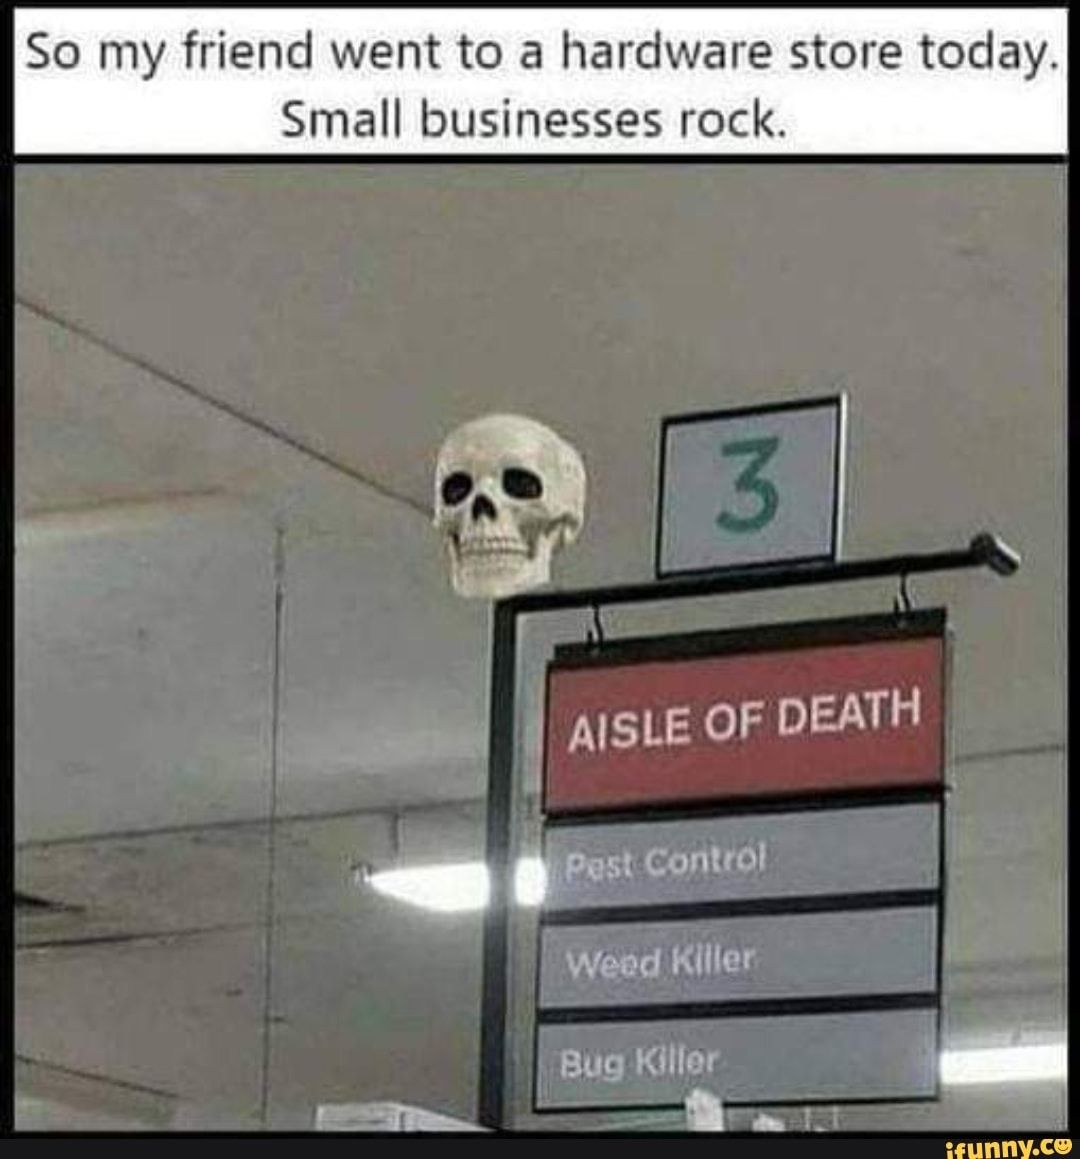 So my friend went to a hardware store today.
Small businesses rock.
3
AISLE OF DEATH
Pest Control
Weed Killer
Bug Killer
ifunny.co